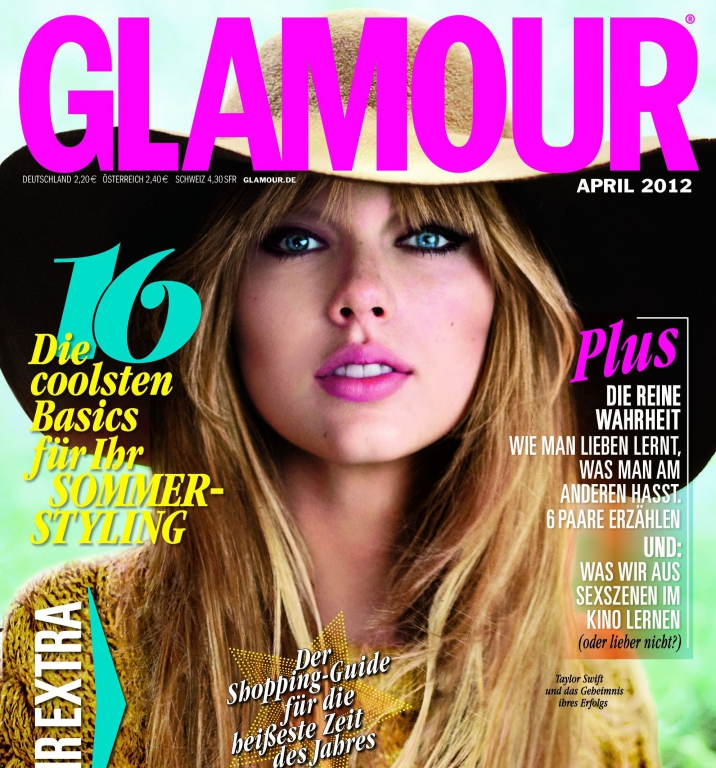 GLAMOUR®
DEUTSCHLAND 2,20 € ÖSTERREICH 2,40 € SCHWEIZ 4,30 SFR GLAMOUR.DE
APRIL 2012
16
Die
coolsten
Basics
für Ihr
SOMMER-
STYLING
Plus
DIE REINE
WAHRHEIT
WIE MAN LIEBEN LERNT,
WAS MAN AM
ANDEREN HASST.
6 PAARE ERZÄHLEN
UND:
WAS WIR AUS
SEXSZENEN IM
KINO LERNEN
(oder lieber nicht?)
Taylor Swift
und das Geheimnis
ihres Erfolgs
EXTRA
Der
Shopping-Guide
für die
heißeste Zeit
des Jahres